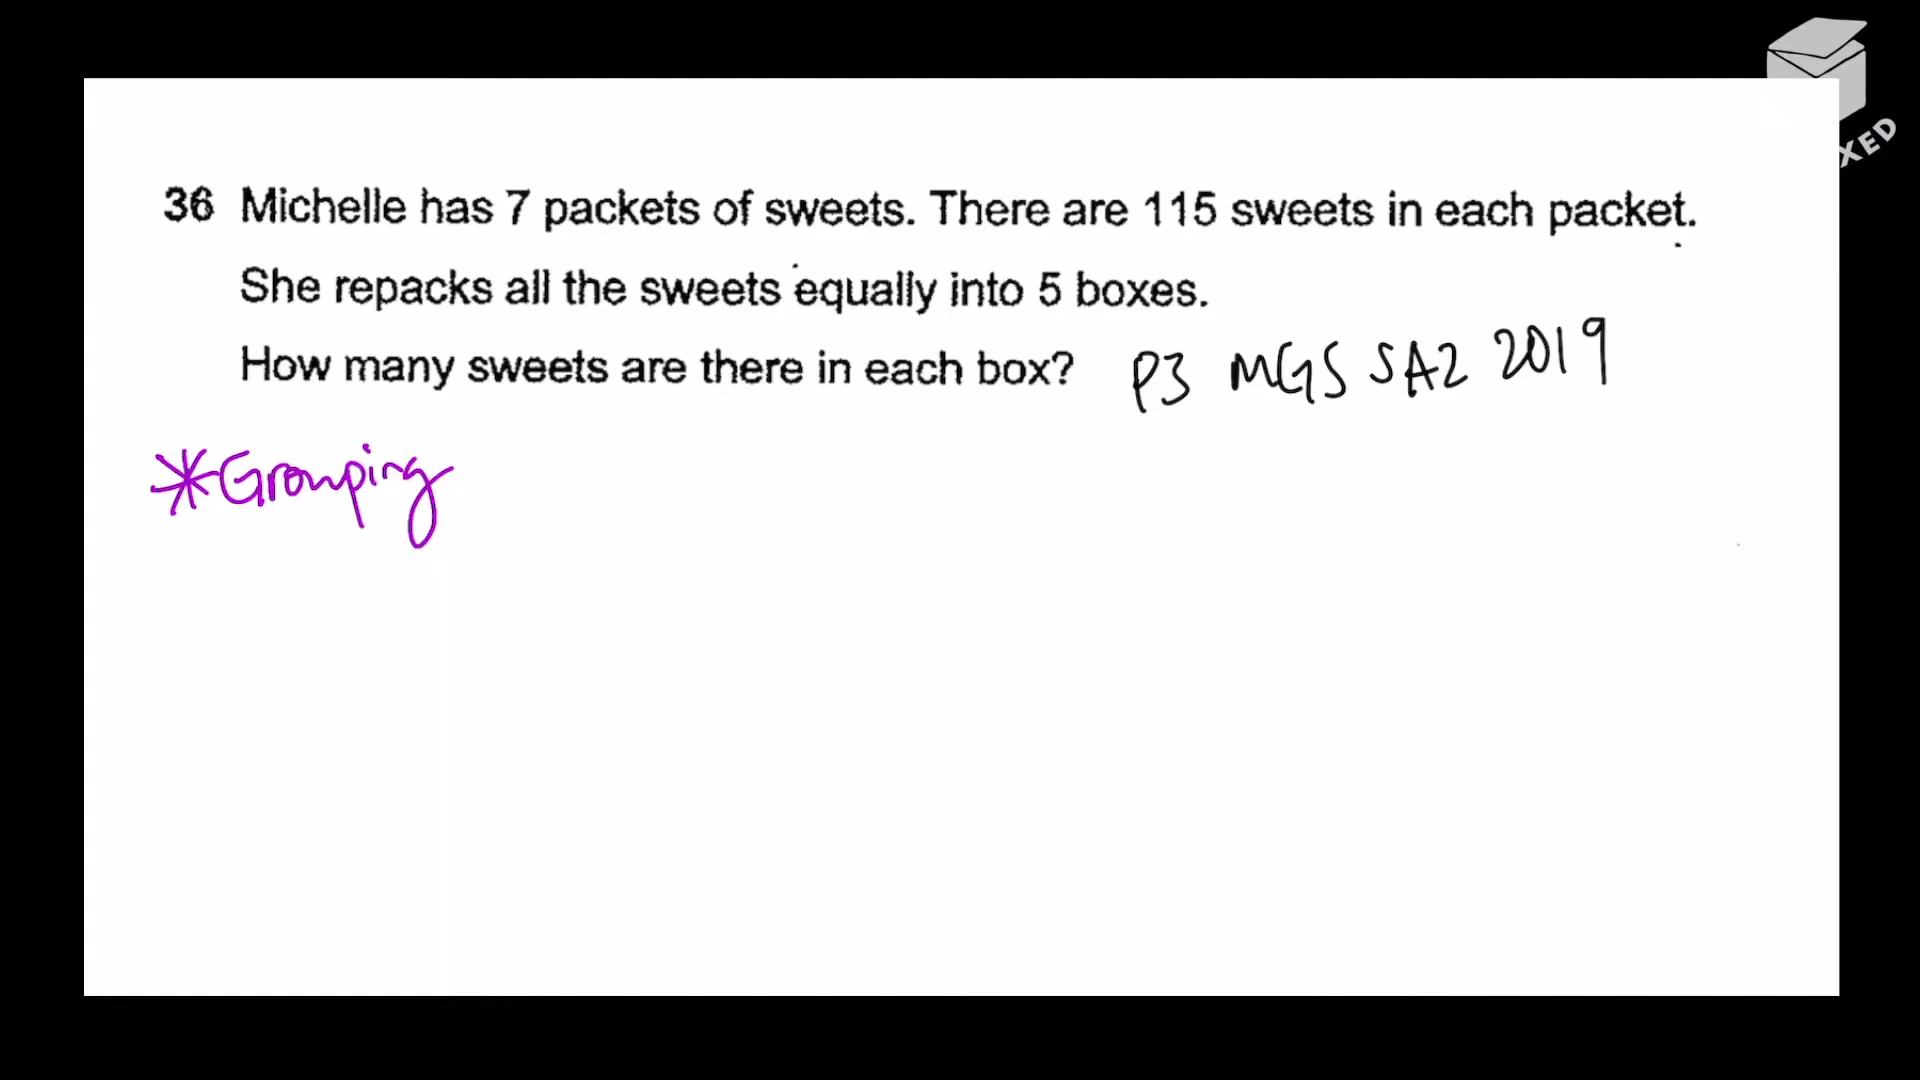 XED
36 Michelle has 7 packets of sweets. There are 115 sweets in each packet.
She repacks all the sweets equally into 5 boxes.
How many sweets are there in each box? P3 MGS SA2 2019
*Grouping